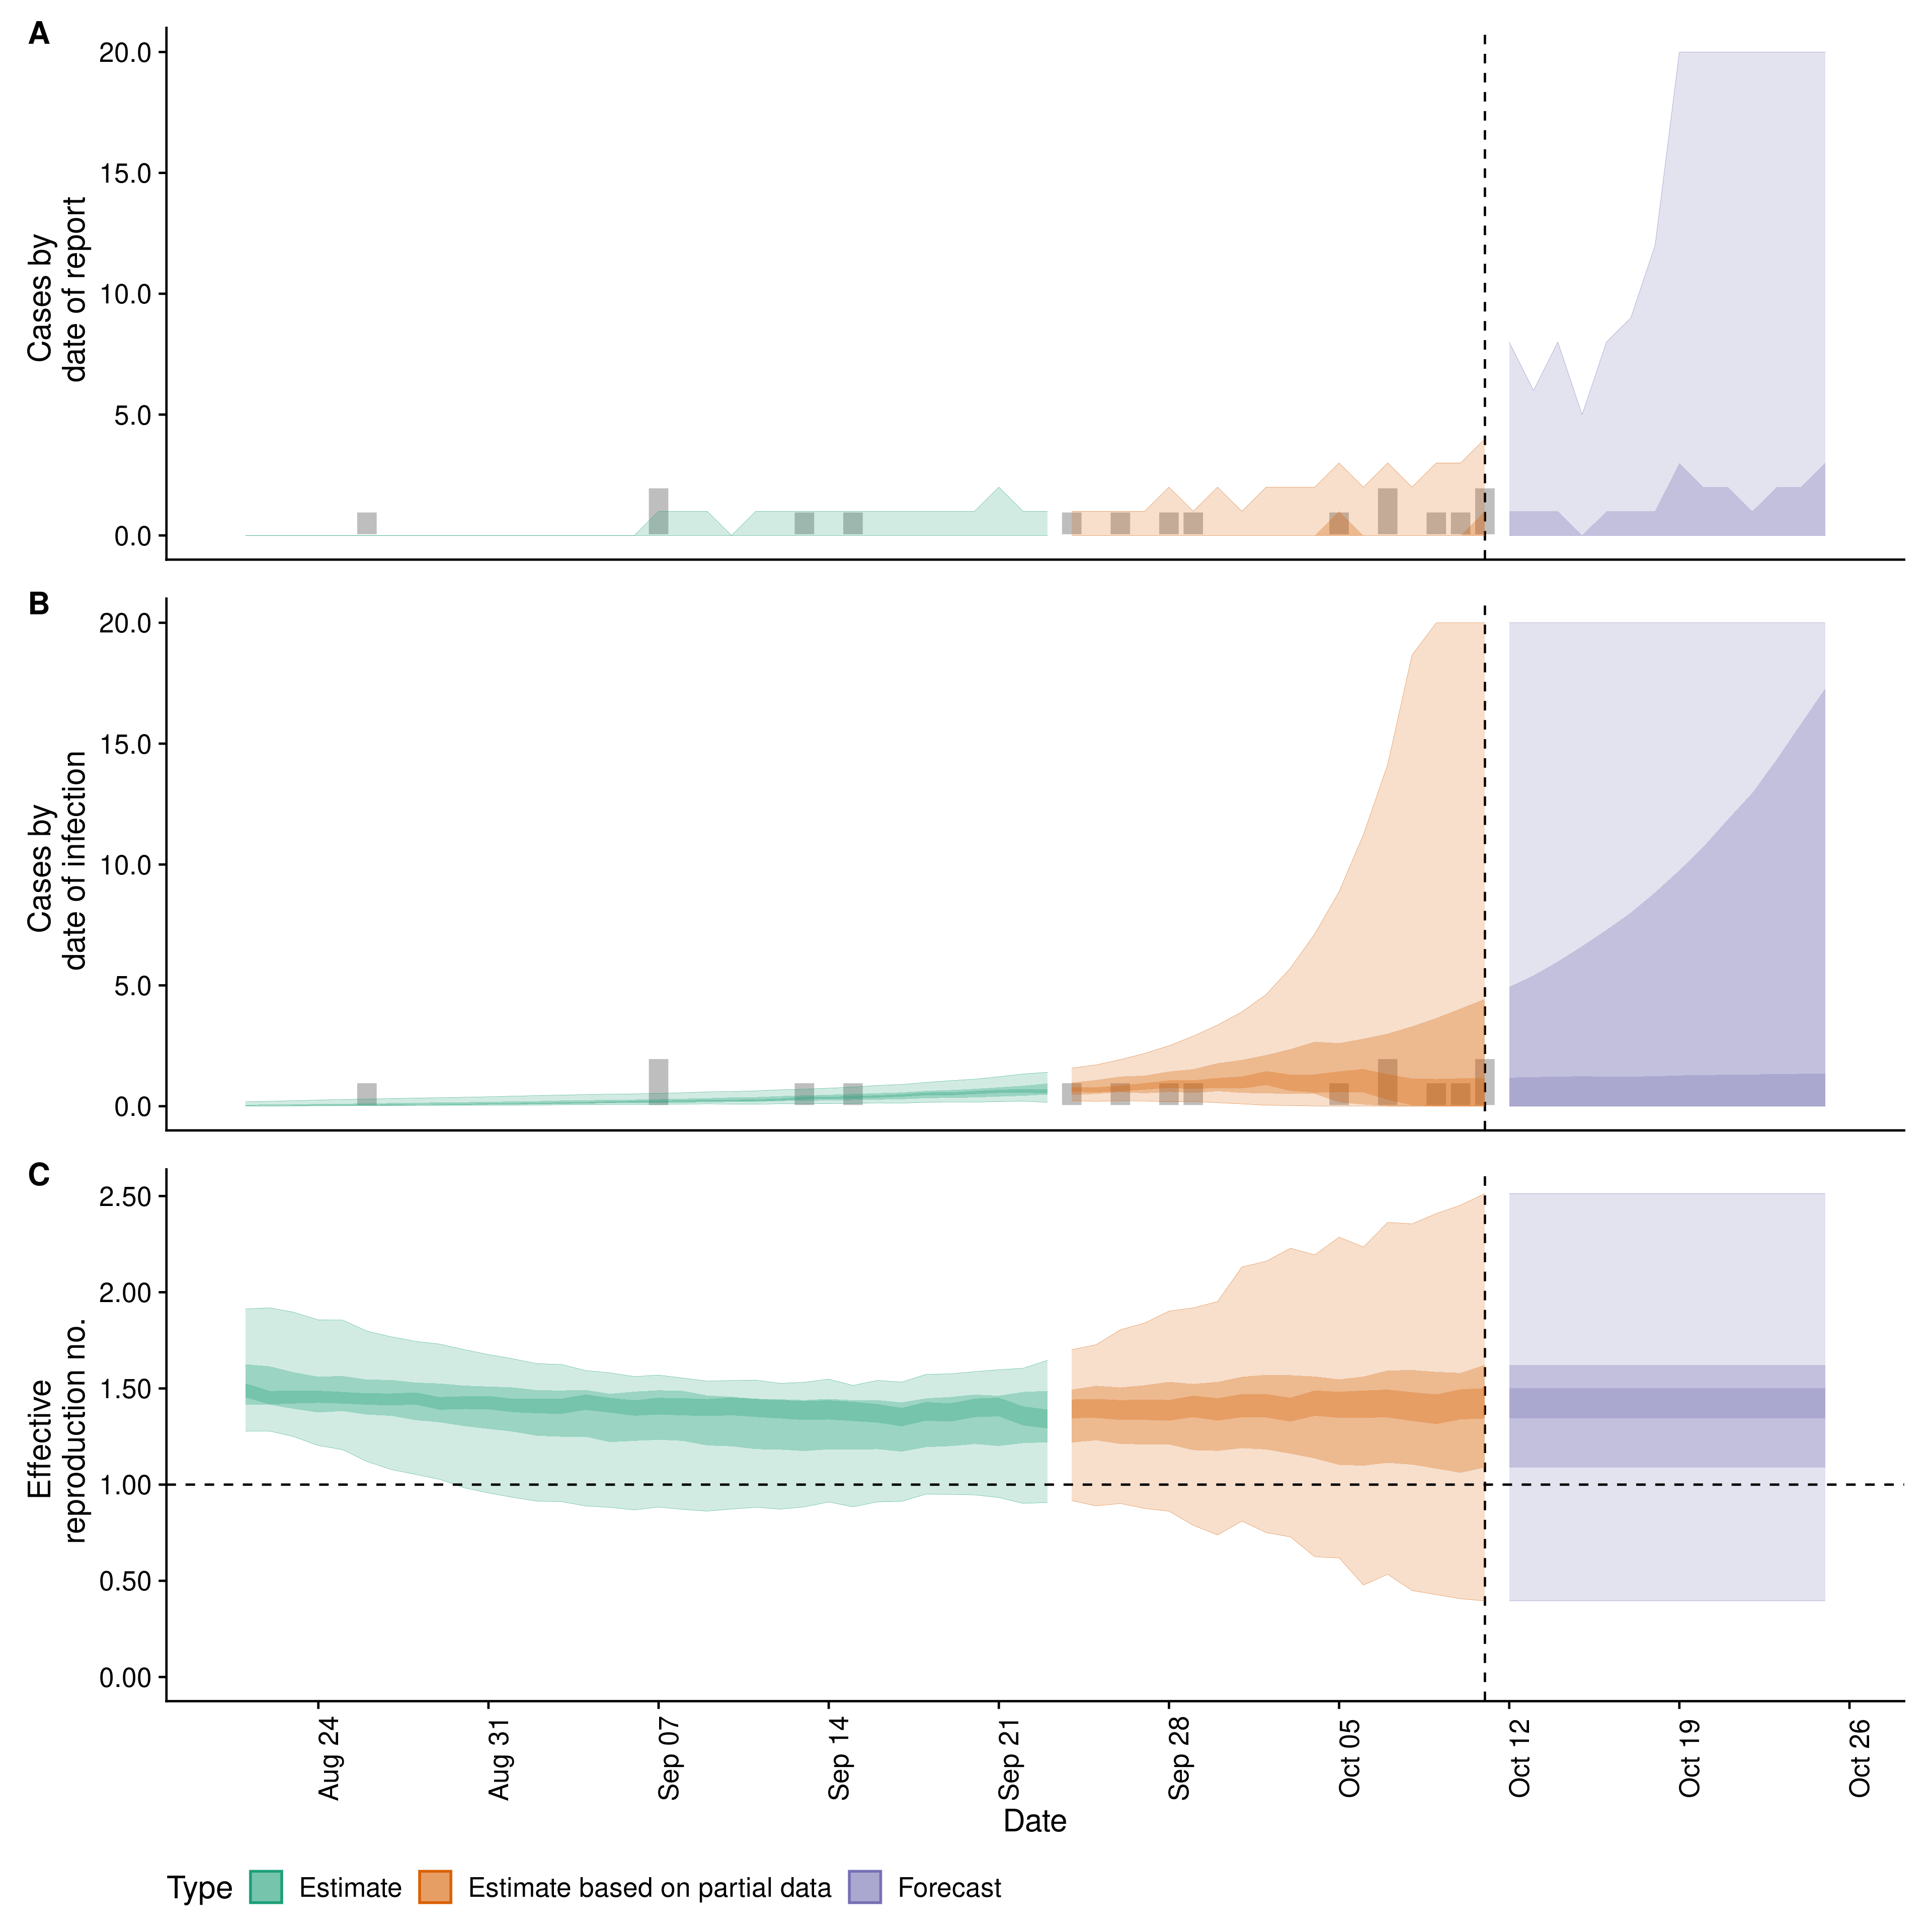 A
20.0
15.0
10.0
5.0
0.0
Cases by
date of report
B
20.0
15.0
10.0
5.0
0.0
Cases by
date of infection
C
2.50
2.00
1.50
1.00
0.50
0.00
Effective
reproduction no.
Aug 24
Aug 31
Sep 07
Sep 14
Sep 21
Sep 28
Oct 05
Oct 12
Oct 19
Oct 26
Date
Type Estimate Estimate based on partial data Forecast